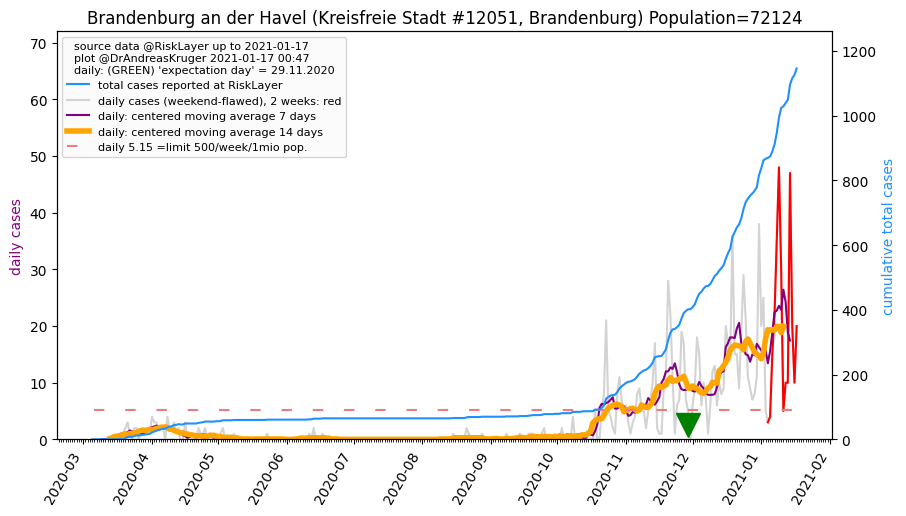 Brandenburg an der Havel (Kreisfreie Stadt #12051, Brandenburg) Population=72124
source data @RiskLayer up to 2021-01-17
plot @DrAndreasKruger 2021-01-17 00:47
daily: (GREEN) 'expectation day' = 29.11.2020
total cases reported at RiskLayer
daily cases (weekend-flawed), 2 weeks: red
daily: centered moving average 7 days
daily: centered moving average 14 days
daily 5.15 =limit 500/week/1mio pop.
daily cases
70
60
50
40
30
20
10
0
cumulative total cases
1200
1000
800
600
400
200
0
2020-03
2020-04
2020-05
2020-06
2020-07
2020-08
2020-09
2020-10
2020-11
2020-12
2021-01
2021-02